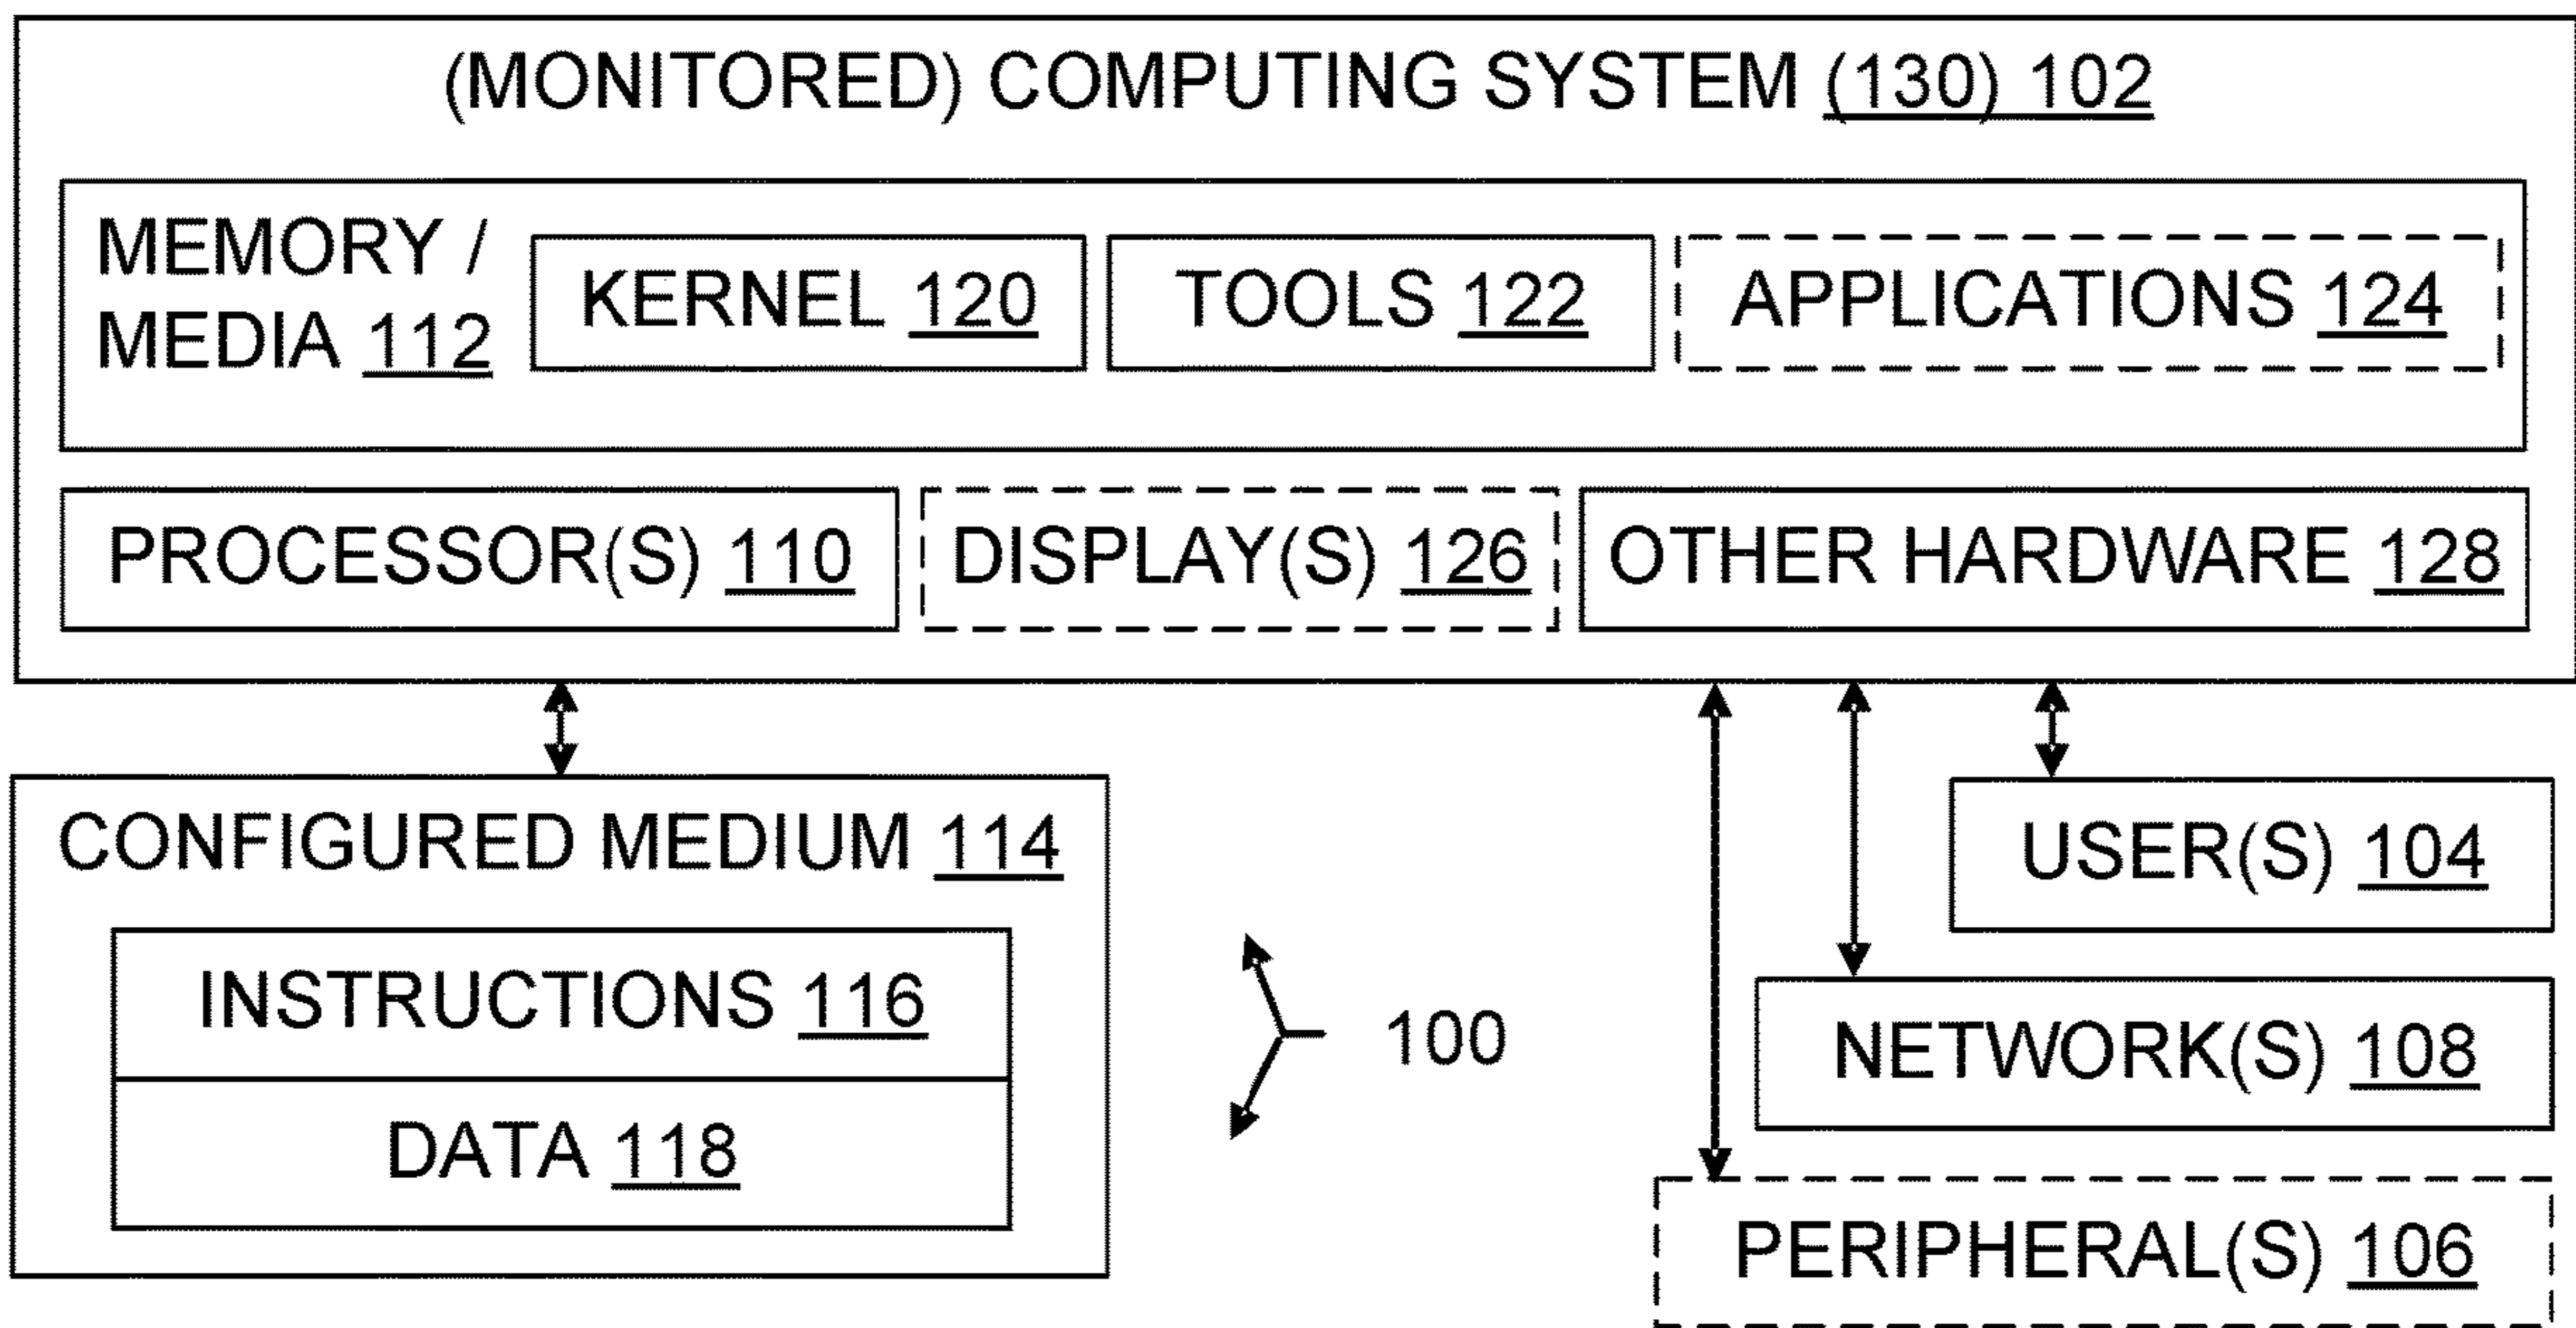 (MONITORED) COMPUTING SYSTEM (130) 102
MEMORY /
MEDIA 112
KERNEL 120
TOOLS 122
APPLICATIONS 124
PROCESSOR(S) 110
DISPLAY(S) 126
OTHER HARDWARE 128
CONFIGURED MEDIUM 114
INSTRUCTIONS 116
DATA 118
100
USER(S) 104
NETWORK(S) 108
PERIPHERAL(S) 106